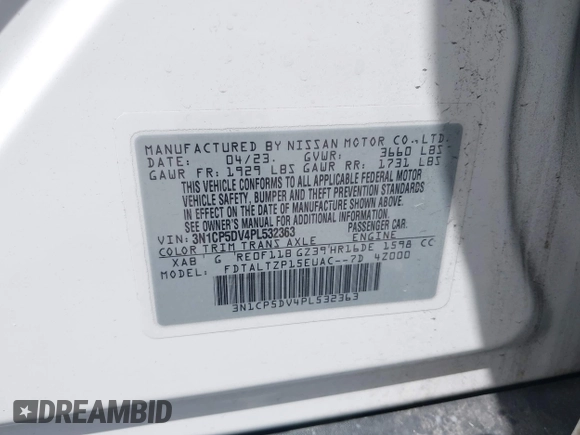 MANUFACTURED BY NISSAN MOTOR CO.,LTD.
DATE: 04/23. GVWR: 3660 LBS
GAWR FR: 1929 LBS GAWR RR: 1731 LBS
THIS VEHICLE CONFORMS TO ALL APPLICABLE FEDERAL MOTOR
VEHICLE SAFETY, BUMPER AND THEFT PREVENTION STANDARDS
IN EFFECT ON THE DATE OF MANUFACTURE SHOWN ABOVE.
SEE OWNER'S MANUAL FOR ADDITIONAL INFORMATION.
VIN: 3N1CP5DV4PL532363 PASSENGER CAR.
COLOR TRIM TRANS AXLE ENGINE
XAB G RE0F11B GZ39 HR16DE 1598 CC
MODEL: FDTALTZP15EUAC--7D 4Z000
3N1CP5DV4PL532363
DREAMBID